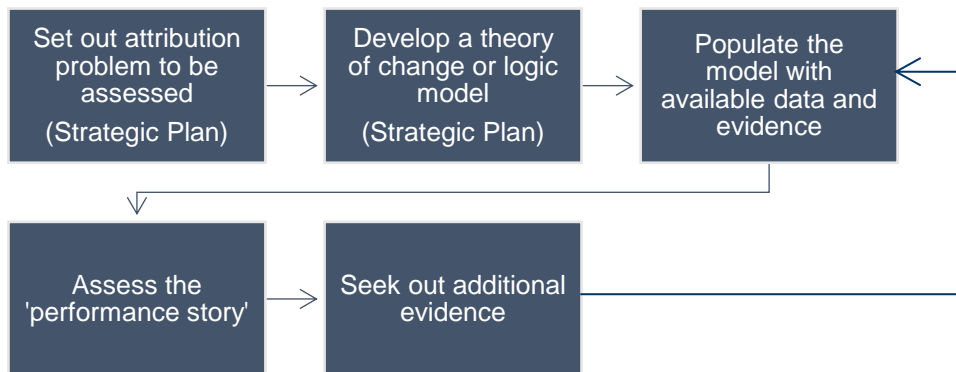 Set out attribution
problem to be
assessed
(Strategic Plan)
Develop a theory
of change or logic
model
(Strategic Plan)
Populate the
model with
available data and
evidence
Assess the
'performance story'
Seek out additional
evidence